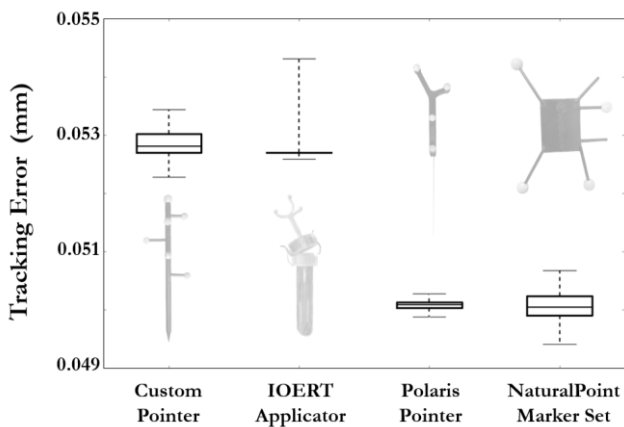 Tracking Error (mm)
0.055
0.053
0.051
0.049
Custom Pointer
IOERT Applicator
Polaris Pointer
NaturalPoint Marker Set